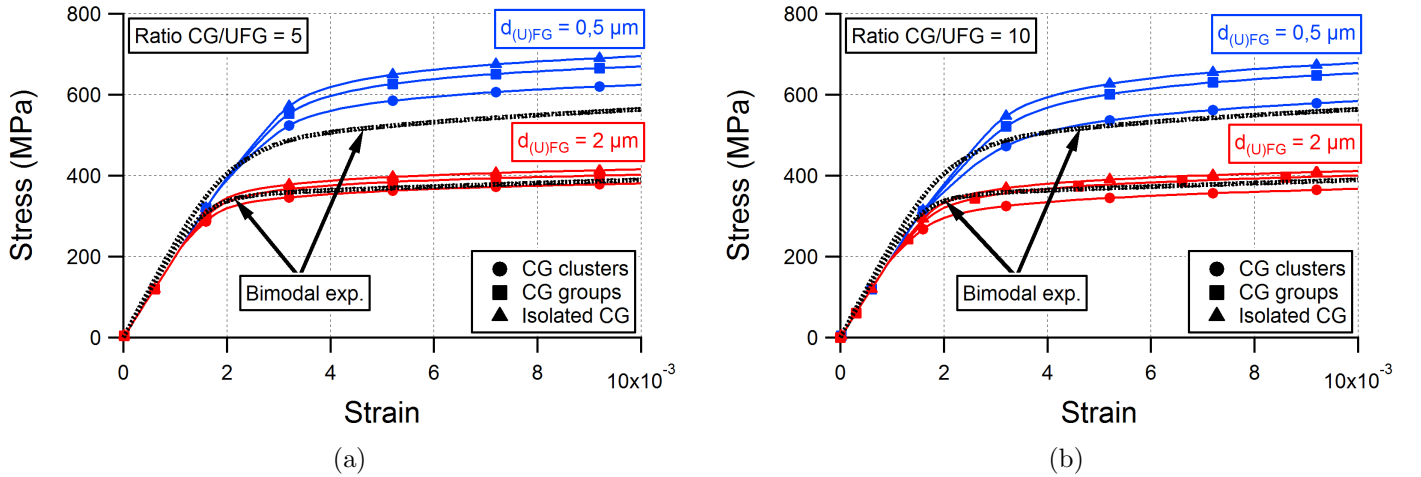 800
600
400
200
0
Stress (MPa)
Ratio CG/UFG = 5
d(U)FG = 0,5 µm
d(U)FG = 2 µm
Bimodal exp.
CG clusters
CG groups
Isolated CG
0 2 4 6 8 10x10⁻³
Strain
(a)
800
600
400
200
0
Stress (MPa)
Ratio CG/UFG = 10
d(U)FG = 0,5 µm
d(U)FG = 2 µm
Bimodal exp.
CG clusters
CG groups
Isolated CG
0 2 4 6 8 10x10⁻³
Strain
(b)